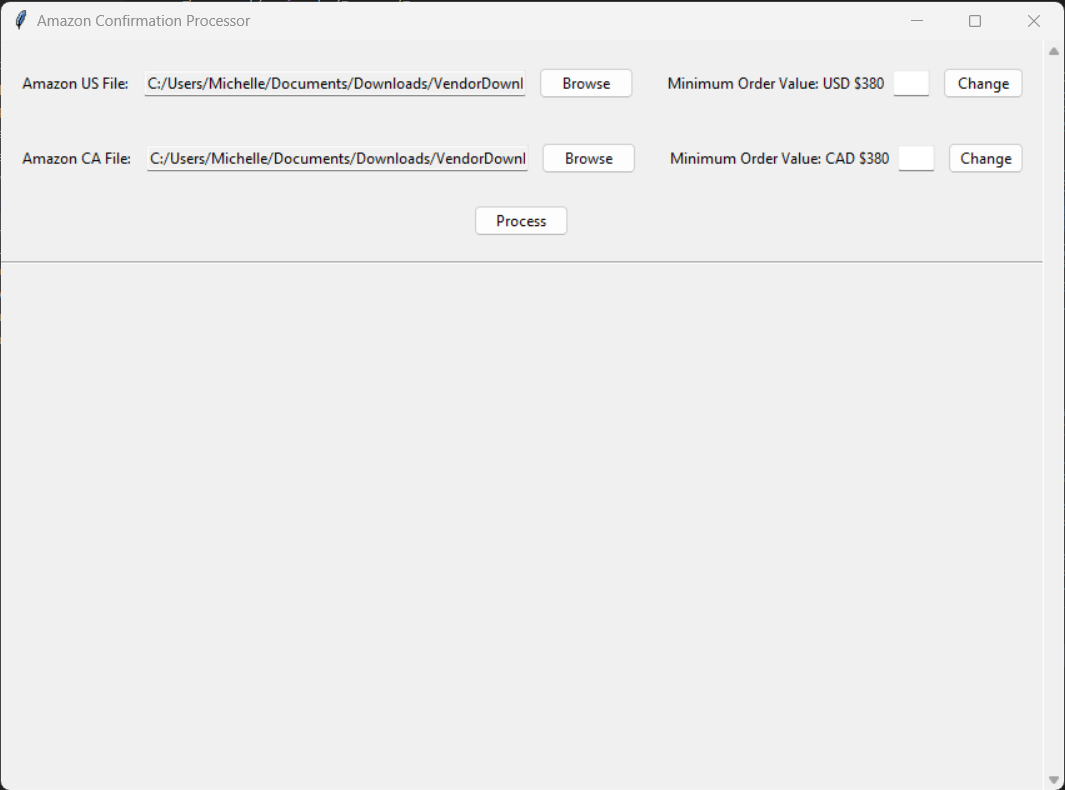 Amazon Confirmation Processor
Amazon US File: C:/Users/Michelle/Documents/Downloads/VendorDownl Browse Minimum Order Value: USD $380 Change
Amazon CA File: C:/Users/Michelle/Documents/Downloads/VendorDownl Browse Minimum Order Value: CAD $380 Change
Process